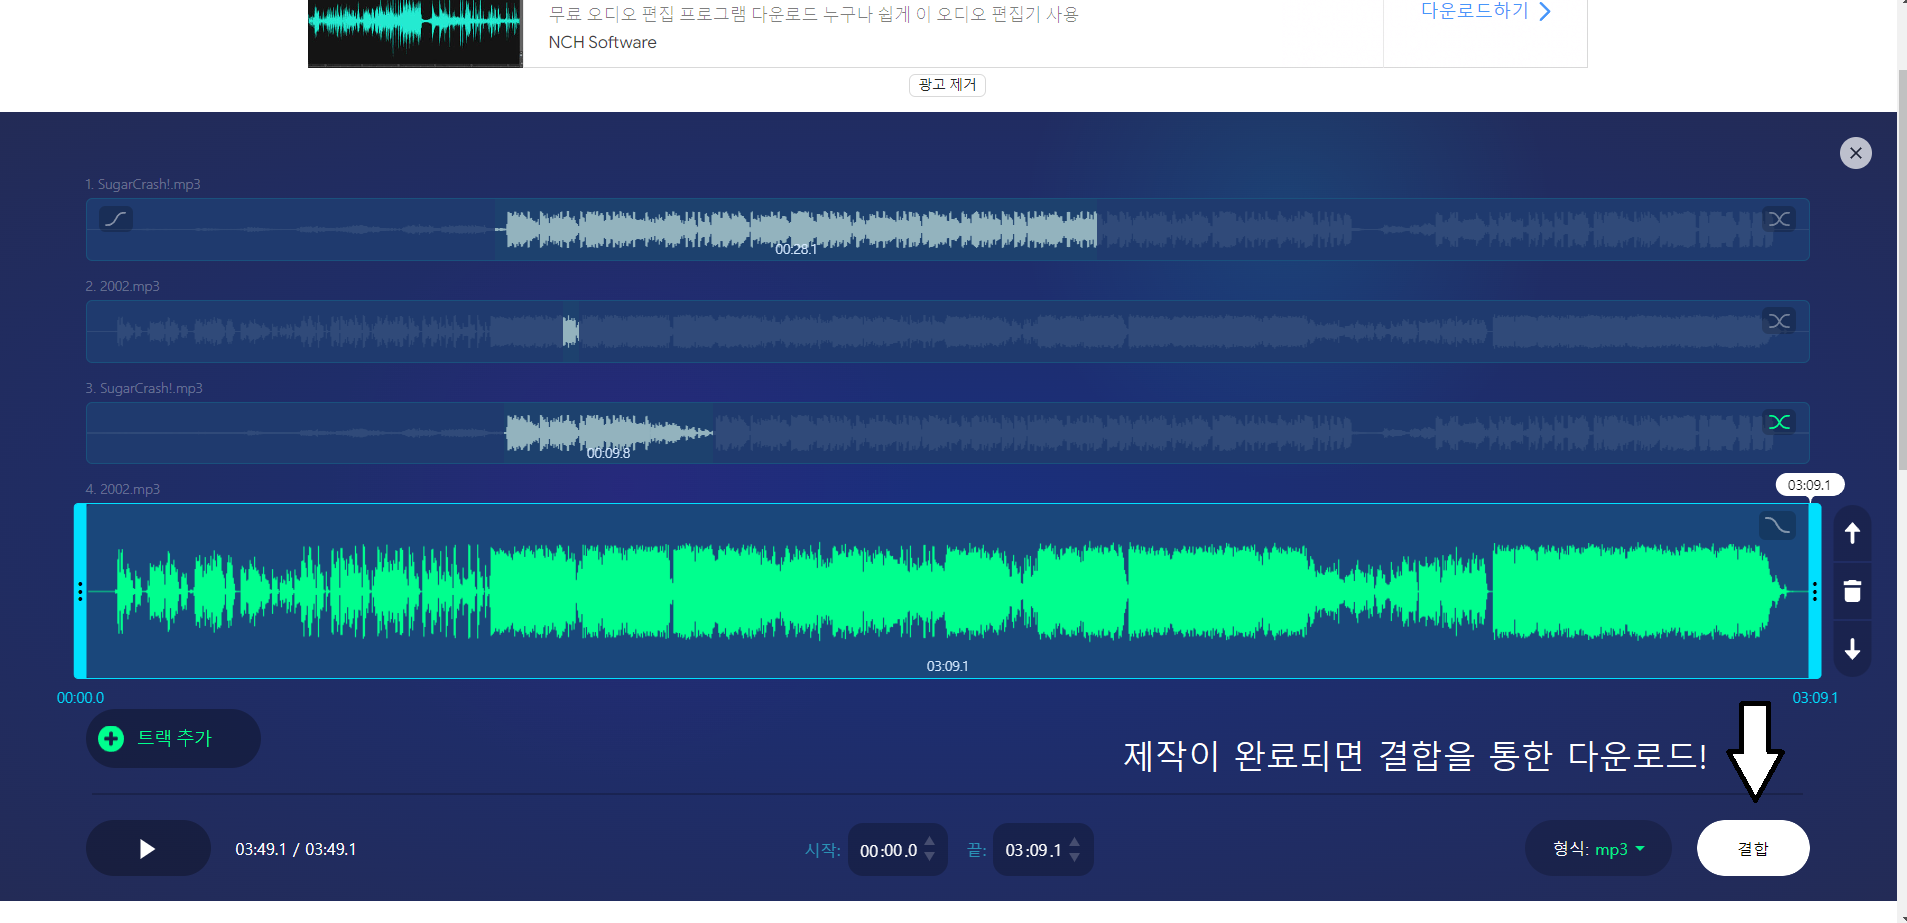 무료 오디오 편집 프로그램 다운로드 누구나 쉽게 이 오디오 편집기 사용
NCH Software
다운로드하기
광고 제거
1. SugarCrash!.mp3
00:28.1
2. 2002.mp3
3. SugarCrash!.mp3
00:09.8
4. 2002.mp3
03:09.1
03:09.1
00:00.0
03:09.1
트랙 추가
제작이 완료되면 결합을 통한 다운로드!
03:49.1 / 03:49.1
시작: 00:00.0
끝: 03:09.1
형식: mp3
결합